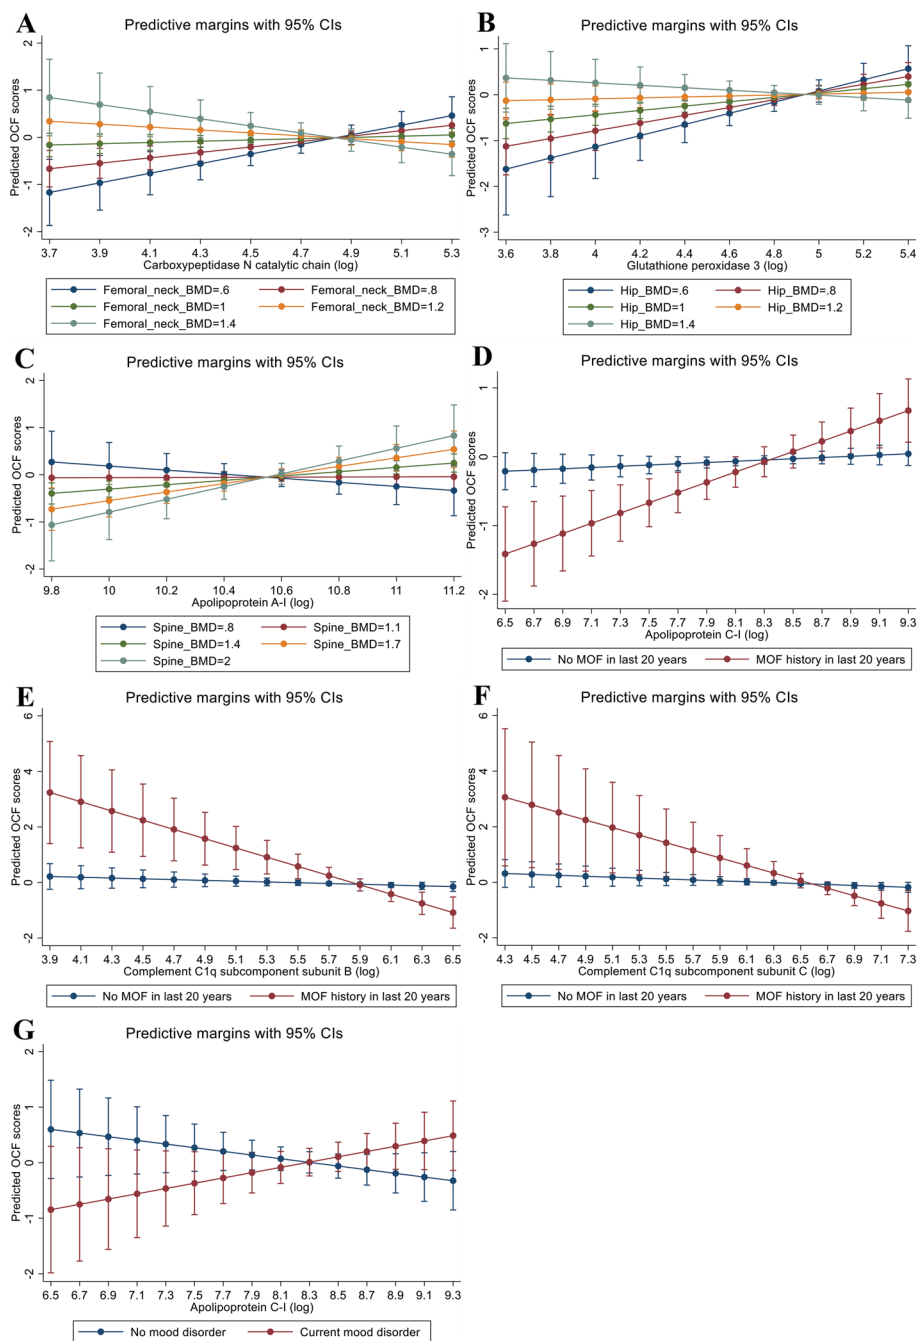 A
Predictive margins with 95% CIs
Predicted OCF scores
2
1
0
-1
-2
3.7 3.9 4.1 4.3 4.5 4.7 4.9 5.1 5.3
Carboxypeptidase N catalytic chain (log)
Femoral_neck_BMD=.6 Femoral_neck_BMD=.8
Femoral_neck_BMD=1 Femoral_neck_BMD=1.2
Femoral_neck_BMD=1.4
B
Predictive margins with 95% CIs
Predicted OCF scores
1
0
-1
-2
-3
3.6 3.8 4 4.2 4.4 4.6 4.8 5 5.2 5.4
Glutathione peroxidase 3 (log)
Hip_BMD=.6 Hip_BMD=.8
Hip_BMD=1 Hip_BMD=1.2
Hip_BMD=1.4
C
Predictive margins with 95% CIs
Predicted OCF scores
2
1
0
-1
-2
9.8 10 10.2 10.4 10.6 10.8 11 11.2
Apolipoprotein A-I (log)
Spine_BMD=.8 Spine_BMD=1.1
Spine_BMD=1.4 Spine_BMD=1.7
Spine_BMD=2
D
Predictive margins with 95% CIs
Predicted OCF scores
1
0
-1
-2
6.5 6.7 6.9 7.1 7.3 7.5 7.7 7.9 8.1 8.3 8.5 8.7 8.9 9.1 9.3
Apolipoprotein C-I (log)
No MOF in last 20 years MOF history in last 20 years
E
Predictive margins with 95% CIs
Predicted OCF scores
6
4
2
0
-2
3.9 4.1 4.3 4.5 4.7 4.9 5.1 5.3 5.5 5.7 5.9 6.1 6.3 6.5
Complement C1q subcomponent subunit B (log)
No MOF in last 20 years MOF history in last 20 years
F
Predictive margins with 95% CIs
Predicted OCF scores
6
4
2
0
-2
4.3 4.5 4.7 4.9 5.1 5.3 5.5 5.7 5.9 6.1 6.3 6.5 6.7 6.9 7.1 7.3
Complement C1q subcomponent subunit C (log)
No MOF in last 20 years MOF history in last 20 years
G
Predictive margins with 95% CIs
Predicted OCF scores
2
1
0
-1
-2
6.5 6.7 6.9 7.1 7.3 7.5 7.7 7.9 8.1 8.3 8.5 8.7 8.9 9.1 9.3
Apolipoprotein C-I (log)
No mood disorder Current mood disorder